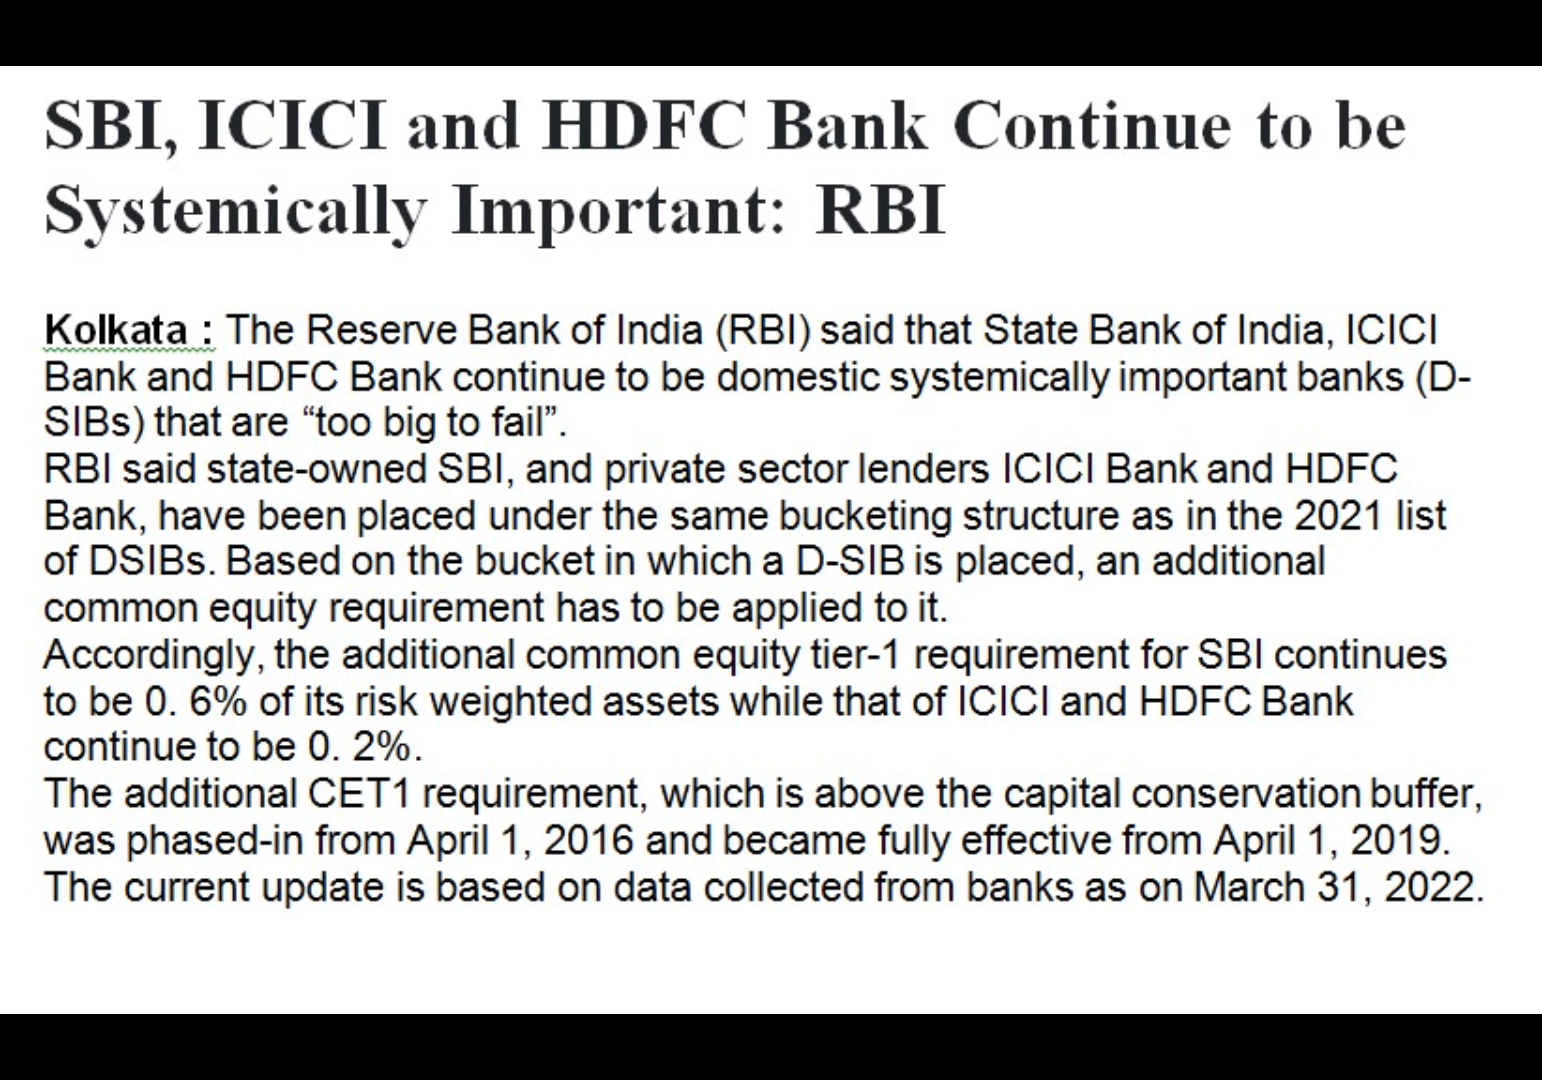 SBI, ICICI and HDFC Bank Continue to be
Systemically Important: RBI
Kolkata : The Reserve Bank of India (RBI) said that State Bank of India, ICICI
Bank and HDFC Bank continue to be domestic systemically important banks (D-
SIBs) that are “too big to fail”.
RBI said state-owned SBI, and private sector lenders ICICI Bank and HDFC
Bank, have been placed under the same bucketing structure as in the 2021 list
of DSIBs. Based on the bucket in which a D-SIB is placed, an additional
common equity requirement has to be applied to it.
Accordingly, the additional common equity tier-1 requirement for SBI continues
to be 0. 6% of its risk weighted assets while that of ICICI and HDFC Bank
continue to be 0. 2%.
The additional CET1 requirement, which is above the capital conservation buffer,
was phased-in from April 1, 2016 and became fully effective from April 1, 2019.
The current update is based on data collected from banks as on March 31, 2022.